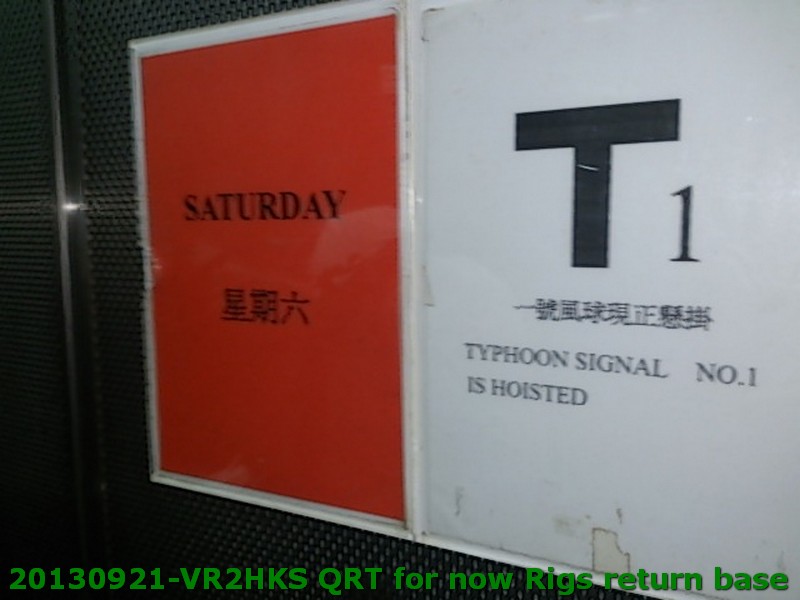 SATURDAY
星期六
T 1
一號風球現正懸掛
TYPHOON SIGNAL NO.1
IS HOISTED
20130921-VR2HKS QRT for now Rigs return base